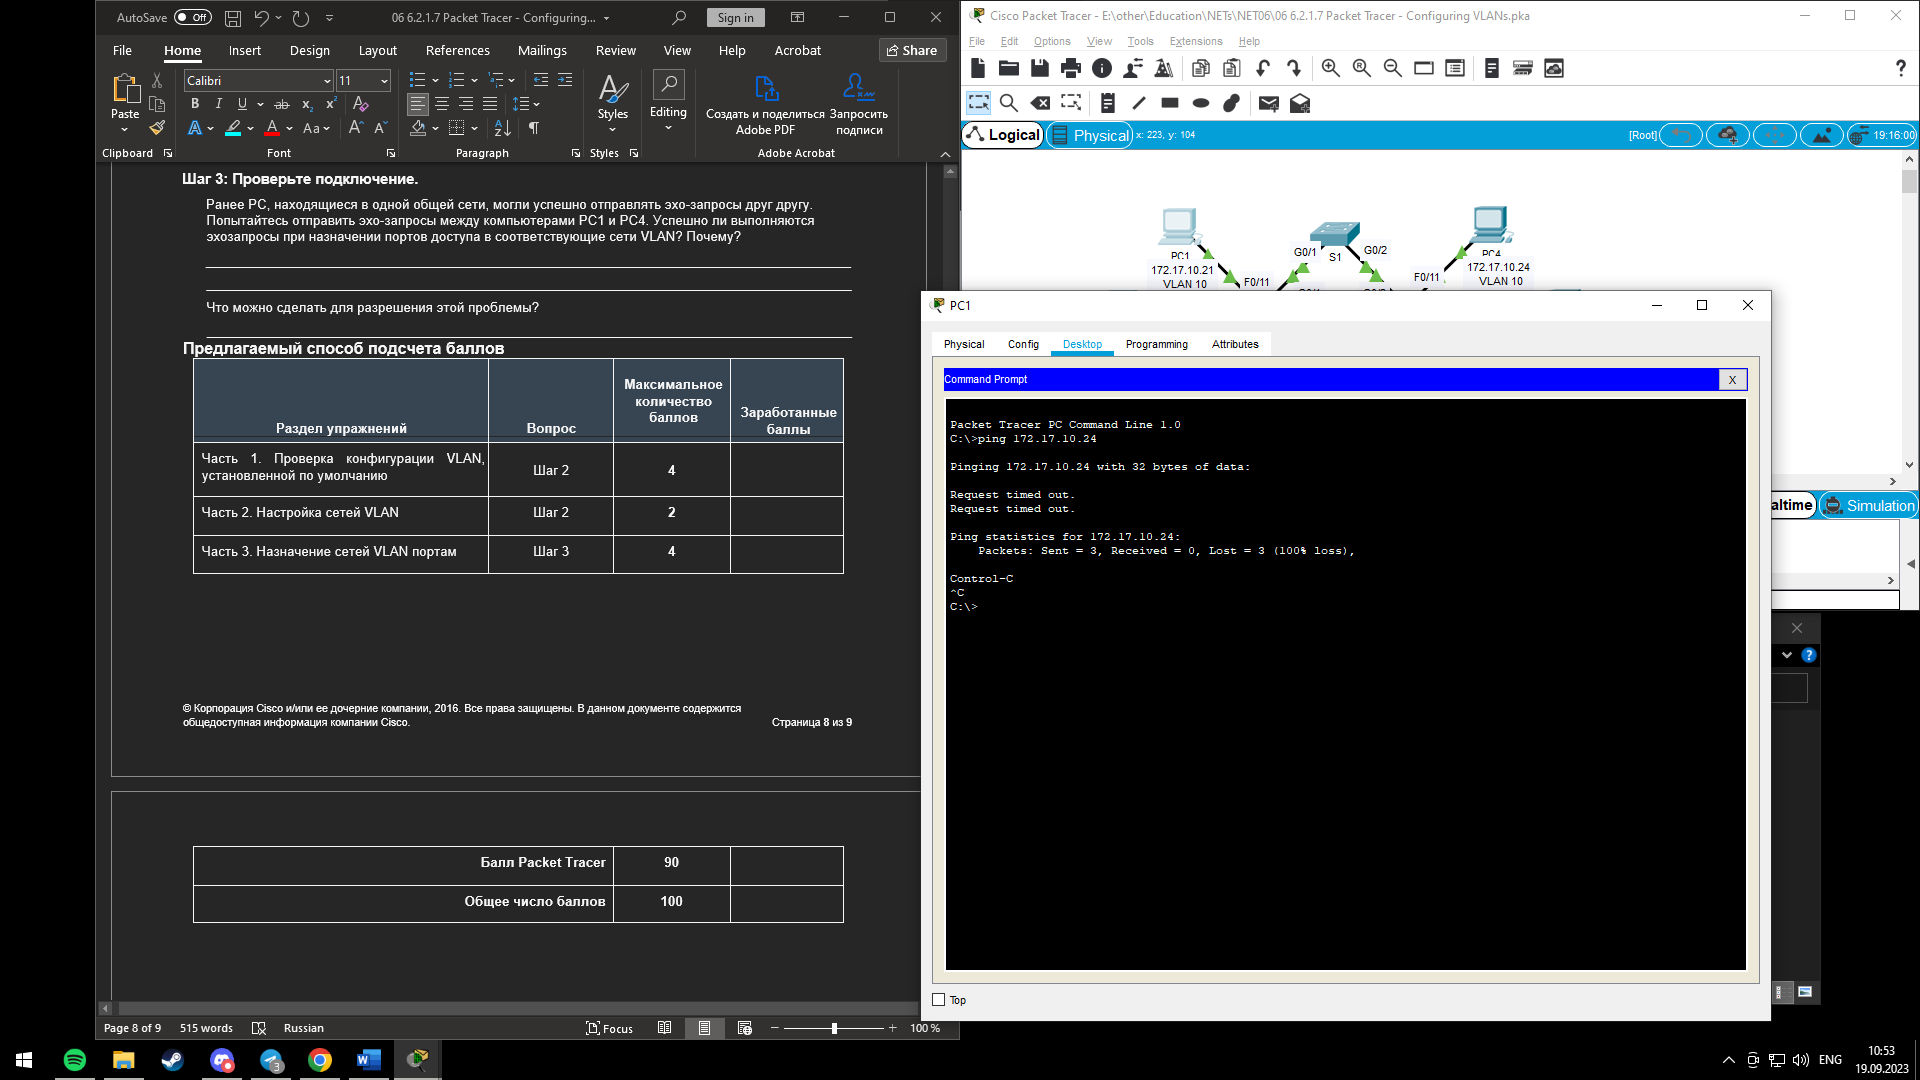 AutoSave Off 06 6.2.1.7 Packet Tracer - Configuring... Sign in
File Home Insert Design Layout References Mailings Review View Help Acrobat Share
Paste
Calibri 11
B I U ab x₂ x²
A A Aa A A
Styles
Editing
Создать и поделиться Adobe PDF
Запросить подписи
Clipboard Font Paragraph Styles Adobe Acrobat
Шаг 3: Проверьте подключение.
Ранее PC, находящиеся в одной общей сети, могли успешно отправлять эхо-запросы друг другу.
Попытайтесь отправить эхо-запросы между компьютерами PC1 и PC4. Успешно ли выполняются
эхозапросы при назначении портов доступа в соответствующие сети VLAN? Почему?
Что можно сделать для разрешения этой проблемы?
Предлагаемый способ подсчета баллов
Раздел упражнений Вопрос Максимальное количество баллов Заработанные баллы
Часть 1. Проверка конфигурации VLAN, установленной по умолчанию Шаг 2 4
Часть 2. Настройка сетей VLAN Шаг 2 2
Часть 3. Назначение сетей VLAN портам Шаг 3 4
© Корпорация Cisco и/или ее дочерние компании, 2016. Все права защищены. В данном документе содержится
общедоступная информация компании Cisco. Страница 8 из 9
Балл Packet Tracer 90
Общее число баллов 100
Page 8 of 9 515 words Russian Focus 100 %
Cisco Packet Tracer - E:\other\Education\NETs\NET06\06 6.2.1.7 Packet Tracer - Configuring VLANs.pka
File Edit Options View Tools Extensions Help
?
Logical Physical x: 223, y: 104 [Root] 19:16:00
PC1
172.17.10.21
VLAN 10
F0/11
G0/1
S1
G0/2
F0/11
PC4
172.17.10.24
VLAN 10
altime Simulation
PC1
Physical Config Desktop Programming Attributes
Command Prompt X
Packet Tracer PC Command Line 1.0
C:\>ping 172.17.10.24
Pinging 172.17.10.24 with 32 bytes of data:
Request timed out.
Request timed out.
Ping statistics for 172.17.10.24:
Packets: Sent = 3, Received = 0, Lost = 3 (100% loss),
Control-C
^C
C:\>
Top
3
ENG
10:53
19.09.2023